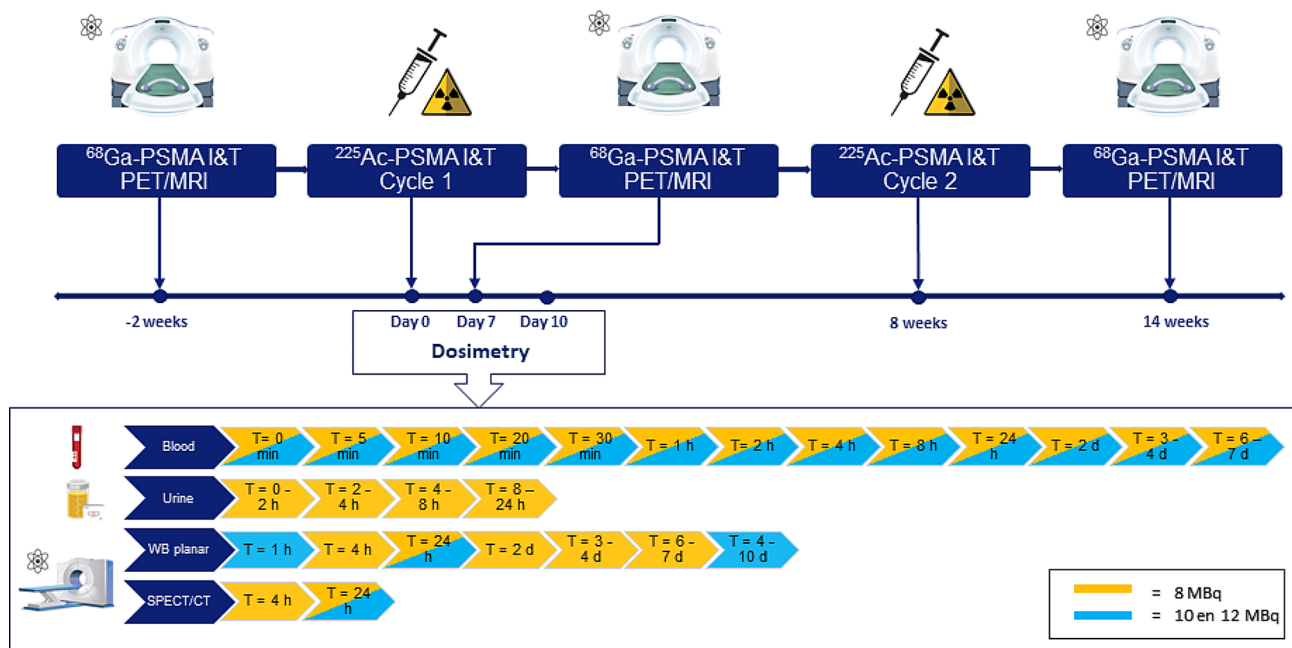 ⁶⁸Ga-PSMA I&T
PET/MRI
²²⁵Ac-PSMA I&T
Cycle 1
⁶⁸Ga-PSMA I&T
PET/MRI
²²⁵Ac-PSMA I&T
Cycle 2
⁶⁸Ga-PSMA I&T
PET/MRI
-2 weeks
Day 0
Day 7
Day 10
8 weeks
14 weeks
Dosimetry
Blood
T= 0
min
T = 5
min
T = 10
min
T = 20
min
T = 30
min
T = 1 h
T = 2 h
T = 4 h
T = 8 h
T = 24
h
T = 2 d
T = 3 -
4 d
T = 6 –
7 d
Urine
T = 0 -
2 h
T = 2 -
4 h
T = 4 -
8 h
T = 8 –
24 h
WB planar
T = 1 h
T = 4 h
T = 24
h
T = 2 d
T = 3 -
4 d
T = 6 -
7 d
T = 4 -
10 d
SPECT/CT
T = 4 h
T = 24
h
= 8 MBq
= 10 en 12 MBq